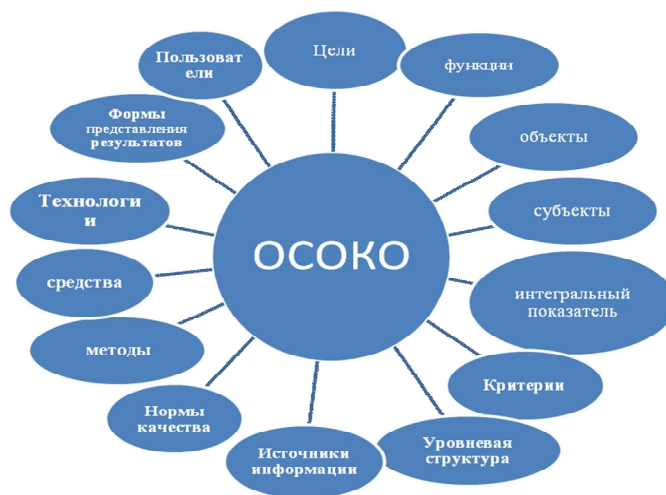 Цели
функции
объекты
субъекты
интегральный
показатель
Критерии
Уровневая
структура
Источники
информации
Нормы
качества
методы
средства
Технологи
и
Формы
представления
результатов
Пользоват
ели
ОСОКО